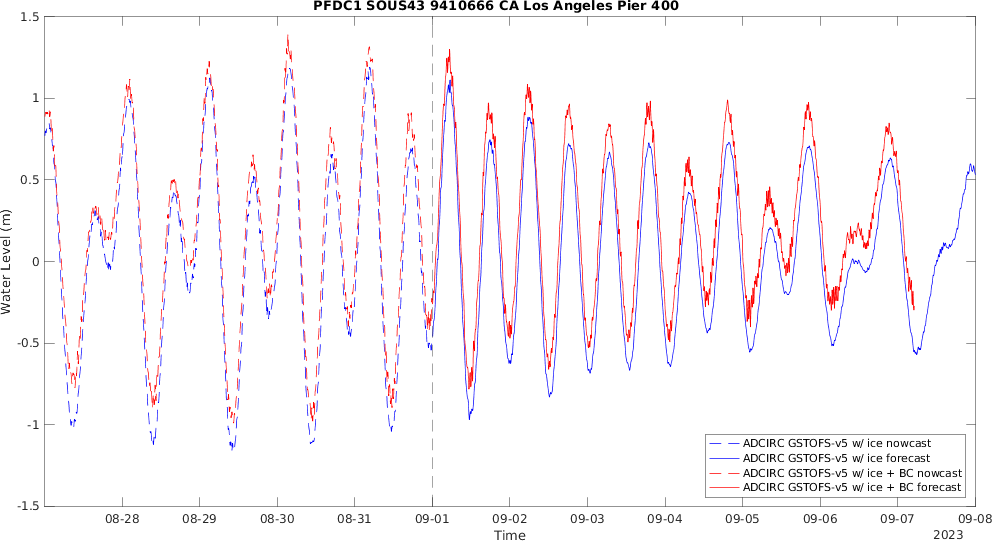 PFDC1 SOUS43 9410666 CA Los Angeles Pier 400
1.5
1
0.5
0
-0.5
-1
-1.5
Water Level (m)
08-28 08-29 08-30 08-31 09-01 09-02 09-03 09-04 09-05 09-06 09-07 09-08
Time
2023
ADCIRC GSTOFS-v5 w/ ice nowcast
ADCIRC GSTOFS-v5 w/ ice forecast
ADCIRC GSTOFS-v5 w/ ice + BC nowcast
ADCIRC GSTOFS-v5 w/ ice + BC forecast